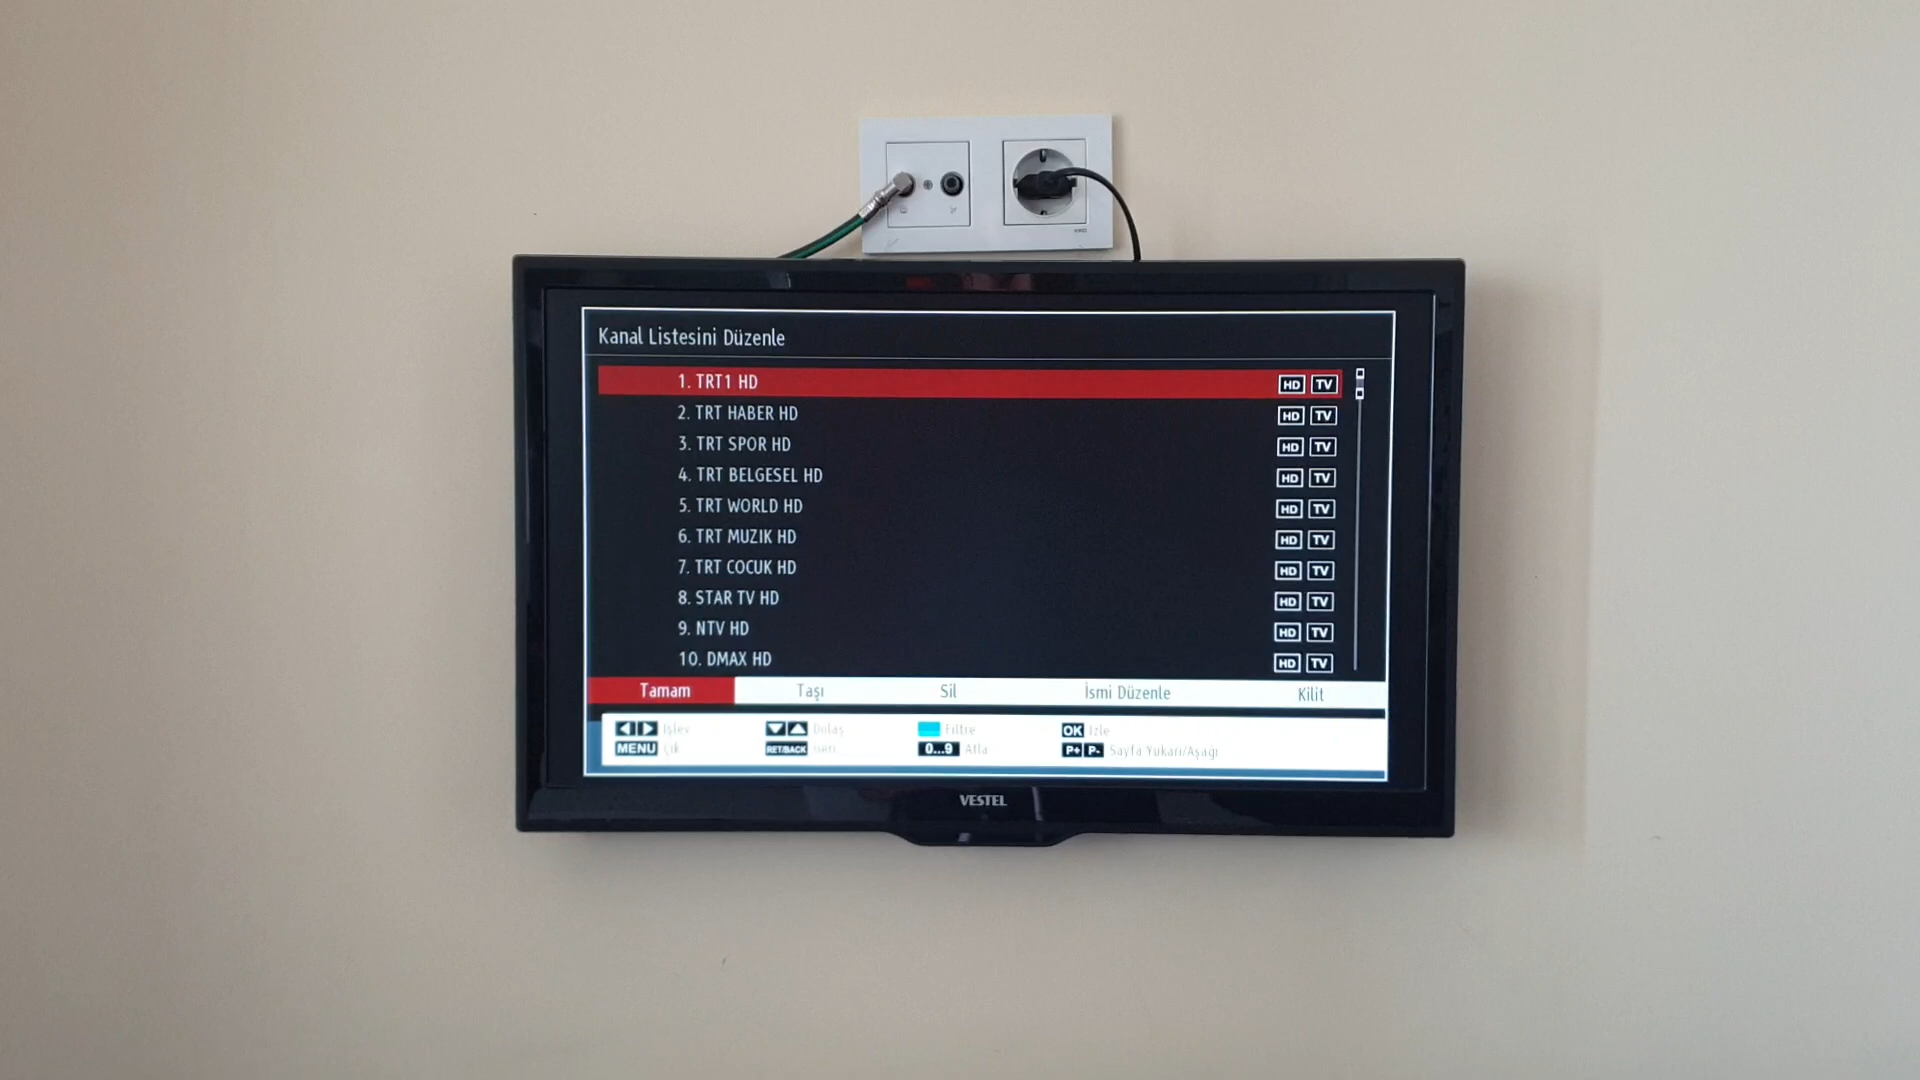 Kanal Listesini Düzenle
1. TRT1 HD HD TV
2. TRT HABER HD HD TV
3. TRT SPOR HD HD TV
4. TRT BELGESEL HD HD TV
5. TRT WORLD HD HD TV
6. TRT MUZIK HD HD TV
7. TRT COCUK HD HD TV
8. STAR TV HD HD TV
9. NTV HD HD TV
10. DMAX HD HD TV
Tamam Taşı Sil İsmi Düzenle Kilit
İşlev Dolaş Filtre OK İzle
MENU Çık RET/BACK 0...9 Atla P+ P- Sayfa Yukarı/Aşağı
VESTEL